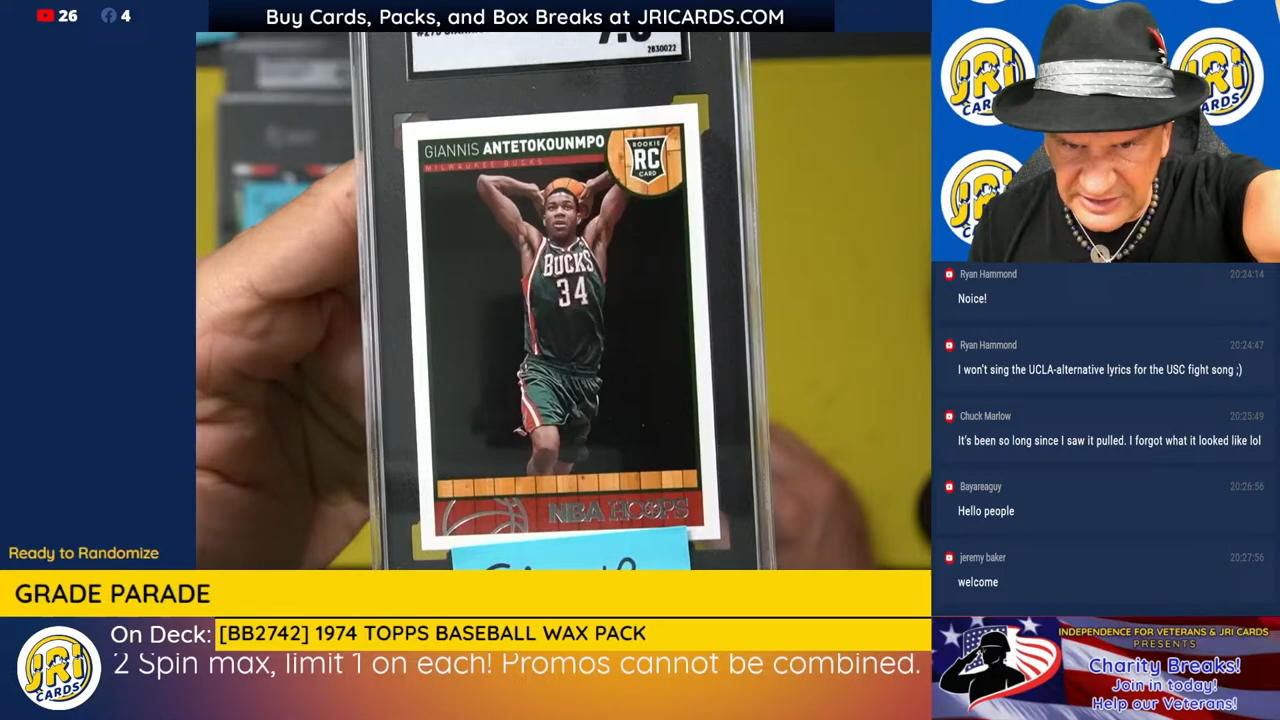 26
4
Buy Cards, Packs, and Box Breaks at JRICARDS.COM
2830022
GIANNIS ANTETOKOUNMPO
MILWAUKEE BUCKS
ROOKIE
RC
CARD
BUCKS
34
NBA HOOPS
JRI
CARDS
JRI
CARDS
Ryan Hammond 20:24:14
Noice!
Ryan Hammond 20:24:47
I won't sing the UCLA-alternative lyrics for the USC fight song ;)
Chuck Marlow 20:25:49
It's been so long since I saw it pulled. I forgot what it looked like lol
Bayareaguy 20:26:56
Hello people
jeremy baker 20:27:56
welcome
Ready to Randomize
GRADE PARADE
On Deck: [BB2742] 1974 TOPPS BASEBALL WAX PACK
2 Spin max, limit 1 on each! Promos cannot be combined.
JRI
CARDS
INDEPENDENCE FOR VETERANS & JRI CARDS
PRESENTS
Charity Breaks!
Join in today!
Help our Veterans!